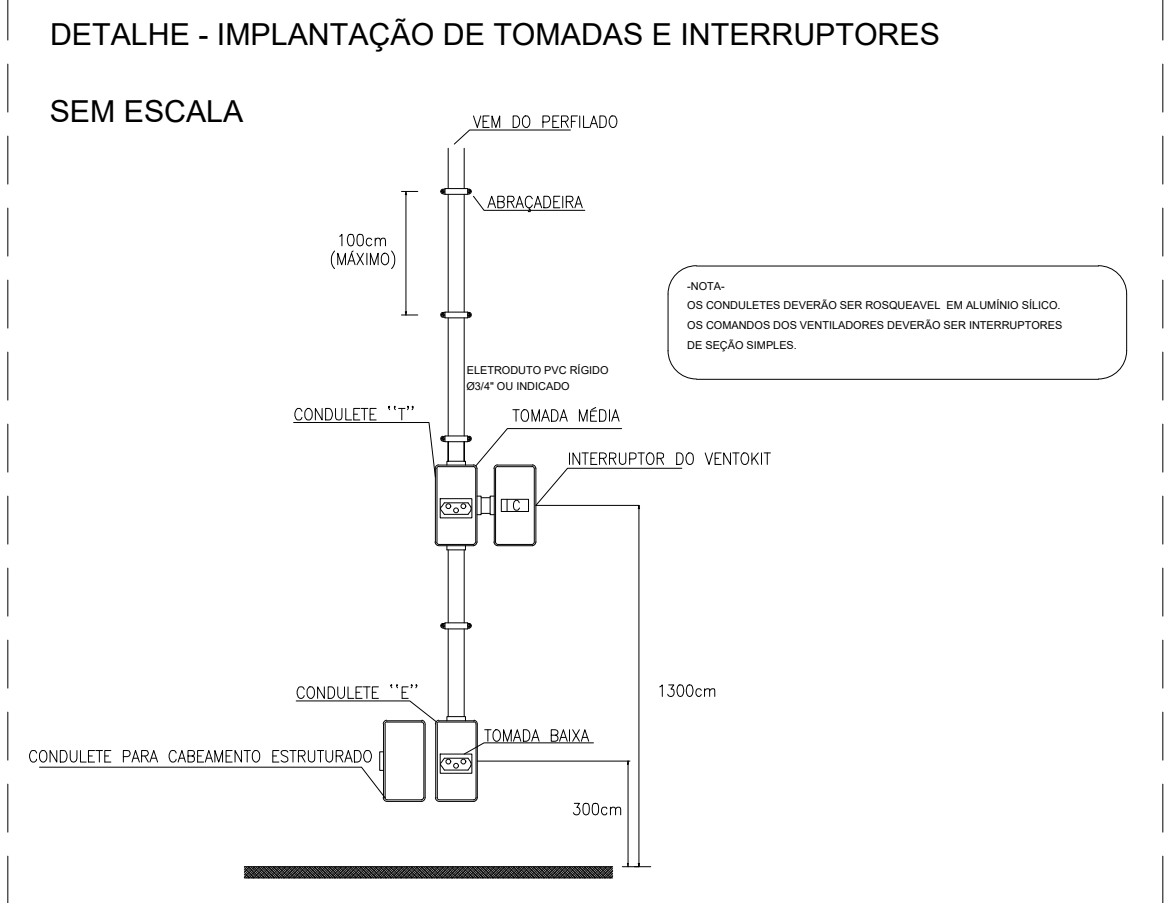 DETALHE - IMPLANTAÇÃO DE TOMADAS E INTERRUPTORES
SEM ESCALA
VEM DO PERFILADO
ABRAÇADEIRA
100cm
(MÁXIMO)
-NOTA-
OS CONDULETES DEVERÃO SER ROSQUEAVEL EM ALUMÍNIO SÍLICO.
OS COMANDOS DOS VENTILADORES DEVERÃO SER INTERRUPTORES
DE SEÇÃO SIMPLES.
ELETRODUTO PVC RÍGIDO
Ø3/4" OU INDICADO
CONDULETE ''T''
TOMADA MÉDIA
INTERRUPTOR DO VENTOKIT
I C
1300cm
CONDULETE ''E''
TOMADA BAIXA
CONDULETE PARA CABEAMENTO ESTRUTURADO
300cm